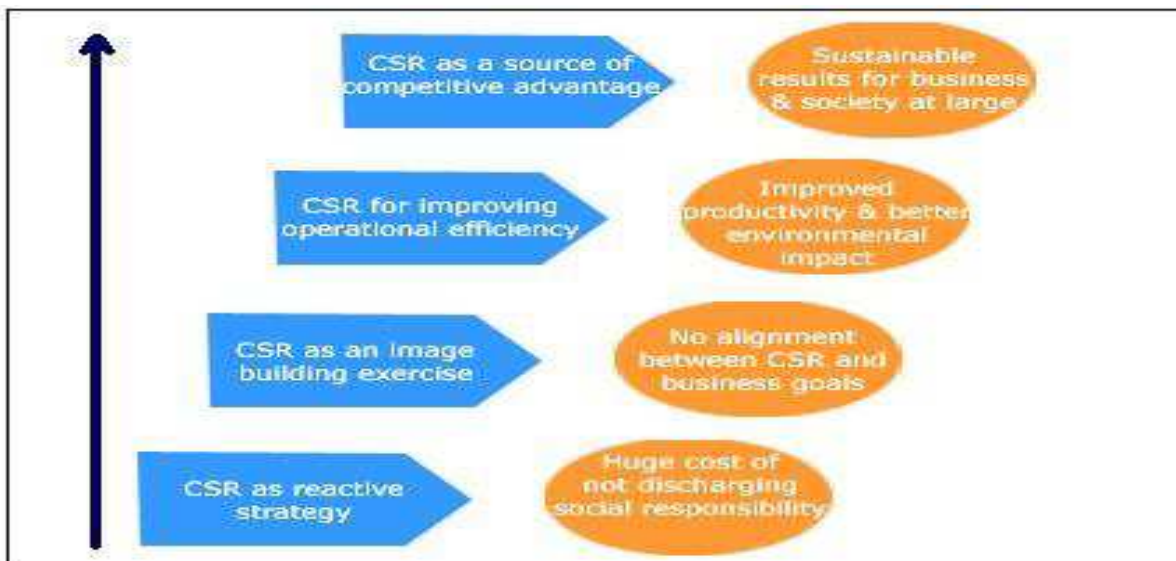 CSR as a source of
competitive advantage
Sustainable
results for business
& society at large
CSR for improving
operational efficiency
Improved
productivity & better
environmental
impact
CSR as an image
building exercise
No alignment
between CSR and
business goals
CSR as reactive
strategy
Huge cost of
not discharging
social responsibility